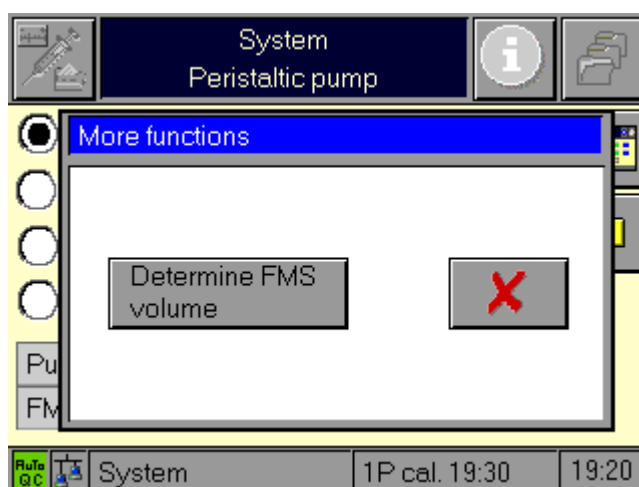 System
Peristaltic pump
More functions
Determine FMS
volume
Pu
FM
AuTo
QC
System
1P cal. 19:30
19:20